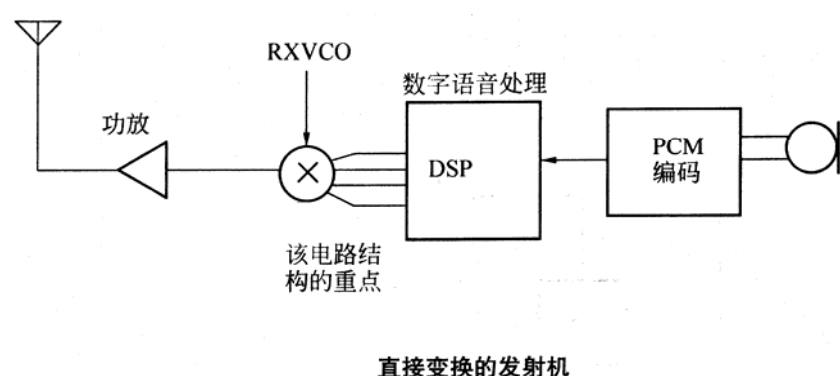 RXVCO
功放
数字语音处理
DSP
PCM
编码
该电路结
构的重点
直接变换的发射机